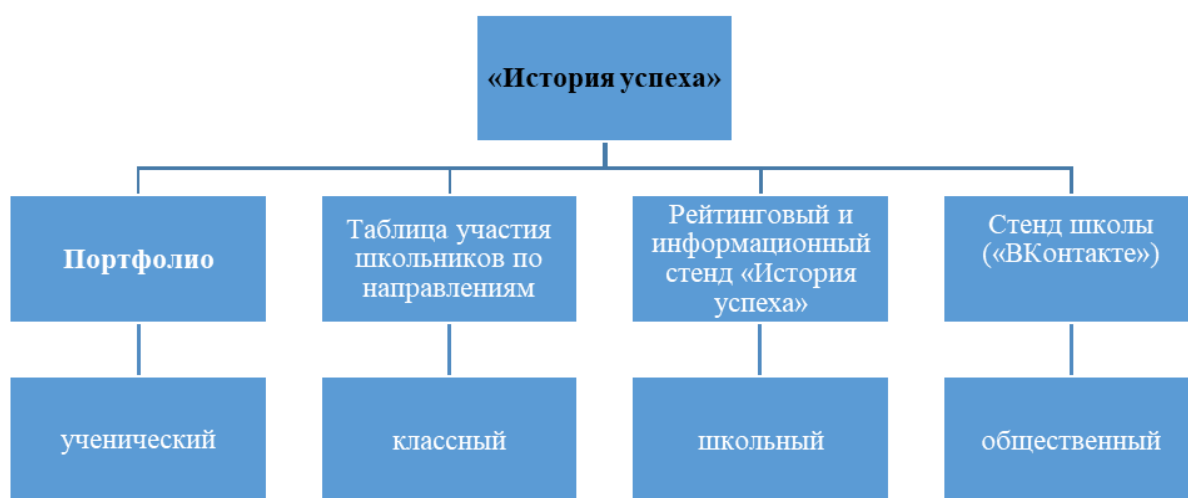 «История успеха»
Портфолио
Таблица участия
школьников по
направлениям
Рейтинговый и
информационный
стенд «История
успеха»
Стенд школы
(«ВКонтакте»)
ученический
классный
школьный
общественный